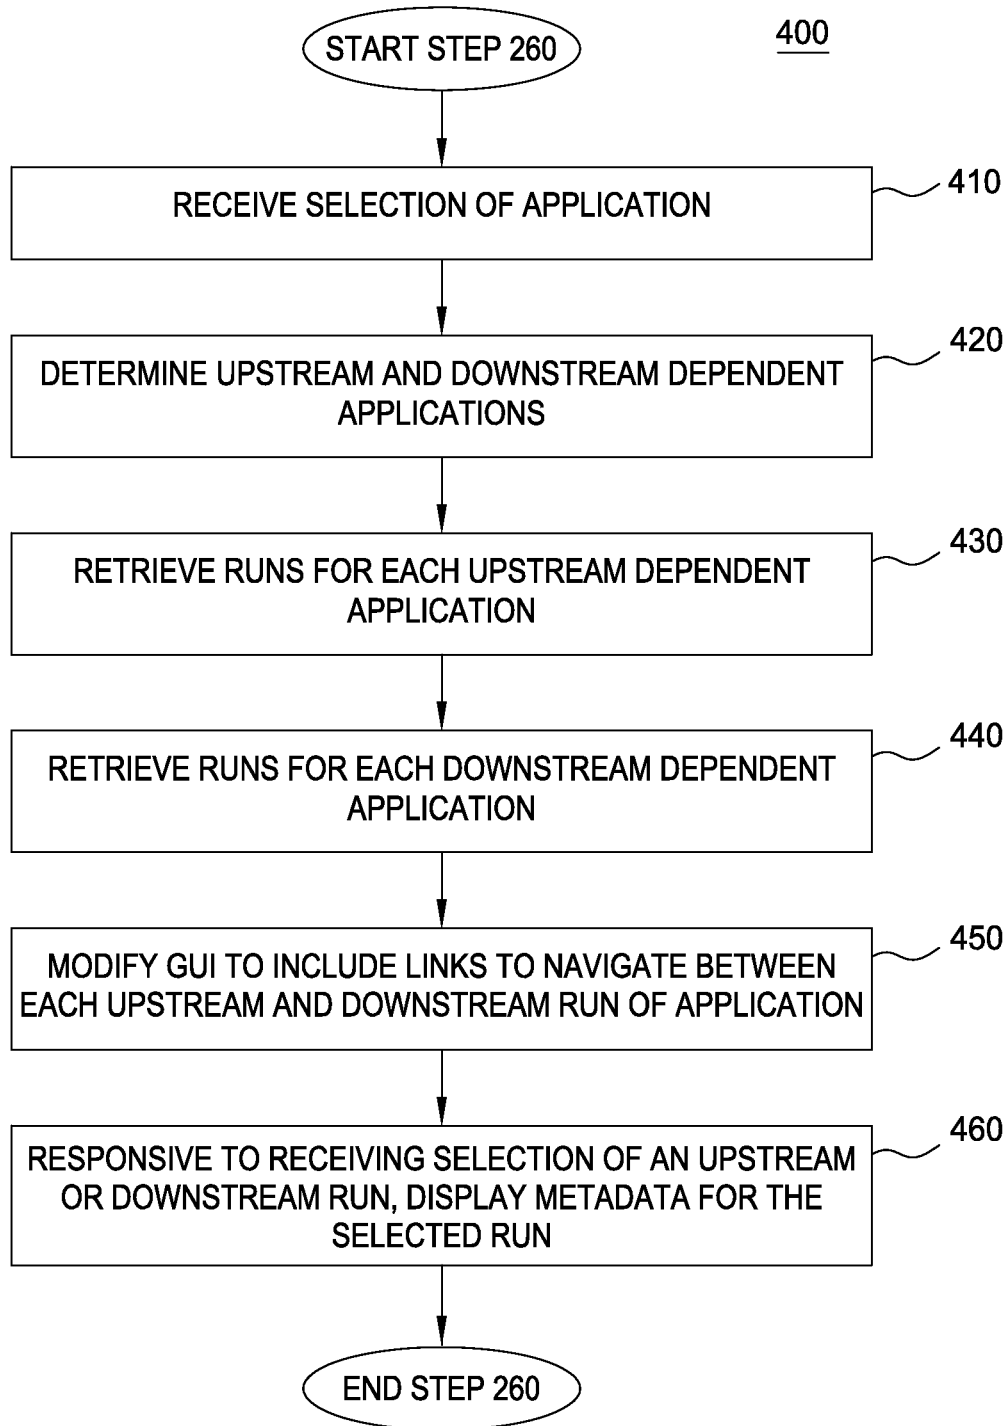 START STEP 260
400
RECEIVE SELECTION OF APPLICATION
410
DETERMINE UPSTREAM AND DOWNSTREAM DEPENDENT
APPLICATIONS
420
RETRIEVE RUNS FOR EACH UPSTREAM DEPENDENT
APPLICATION
430
RETRIEVE RUNS FOR EACH DOWNSTREAM DEPENDENT
APPLICATION
440
MODIFY GUI TO INCLUDE LINKS TO NAVIGATE BETWEEN
EACH UPSTREAM AND DOWNSTREAM RUN OF APPLICATION
450
RESPONSIVE TO RECEIVING SELECTION OF AN UPSTREAM
OR DOWNSTREAM RUN, DISPLAY METADATA FOR THE
SELECTED RUN
460
END STEP 260